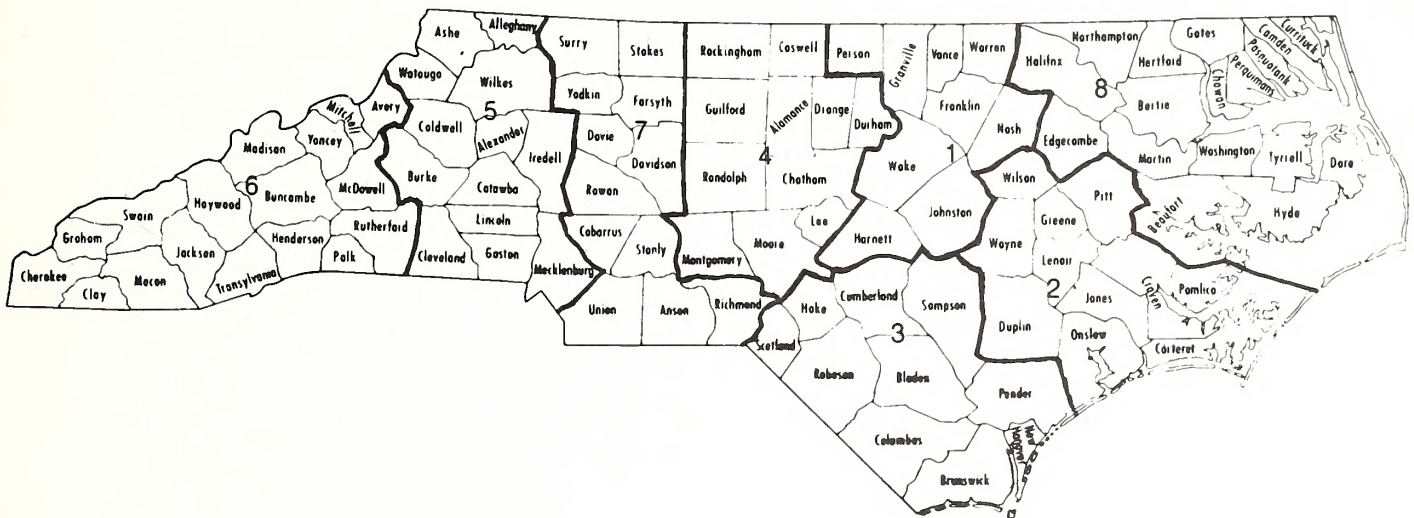 Ashe
Alleghany
Surry
Stokes
Rockingham
Caswell
Person
Granville
Vance
Warren
Halifax
Northampton
Gates
Hertford
Camden
Currituck
Pasquotank
Perquimans
Chowan
Watauga
Wilkes
Yadkin
Forsyth
Guilford
Alamance
Orange
Durham
Franklin
Nash
Edgecombe
Bertie
8
Mitchell
Avery
Caldwell
5
Alexander
Iredell
Davie
7
Davidson
4
Wake
1
Martin
Washington
Tyrrell
Dare
Madison
Yancey
6
Buncombe
McDowell
Burke
Catawba
Rowan
Randolph
Chatham
Johnston
Wilson
Pitt
Beaufort
Hyde
Swain
Haywood
Rutherford
Lincoln
Cabarrus
Stanly
Montgomery
Moore
Lee
Harnett
Wayne
Greene
Lenoir
Graham
Jackson
Henderson
Polk
Cleveland
Gaston
Mecklenburg
Cherokee
Clay
Macon
Transylvania
Union
Anson
Richmond
Scotland
Hoke
Cumberland
Sampson
3
Duplin
2
Jones
Craven
Pamlico
Onslow
Carteret
Robeson
Bladen
Pender
Columbus
Brunswick
New
Hanover